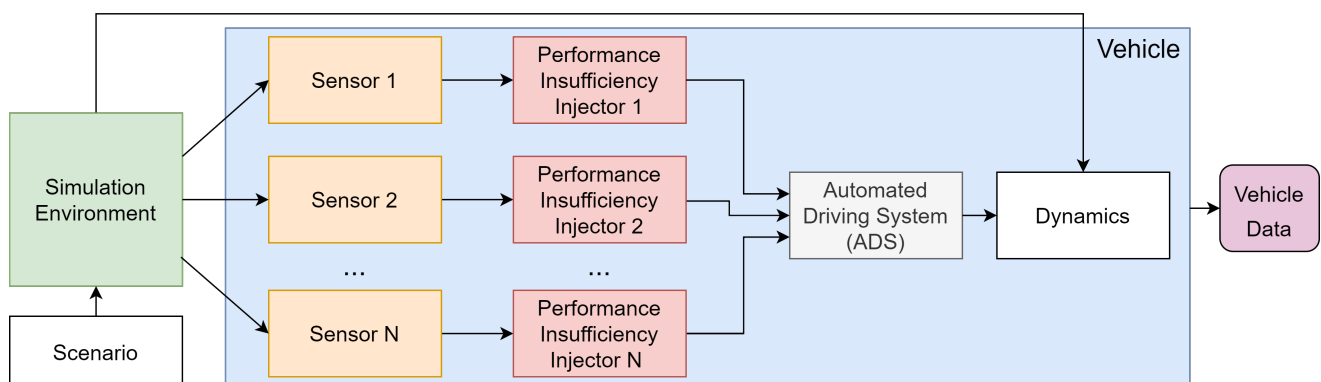 Vehicle
Simulation
Environment
Scenario
Sensor 1
Performance
Insufficiency
Injector 1
Sensor 2
Performance
Insufficiency
Injector 2
...
...
Sensor N
Performance
Insufficiency
Injector N
Automated
Driving System
(ADS)
Dynamics
Vehicle
Data